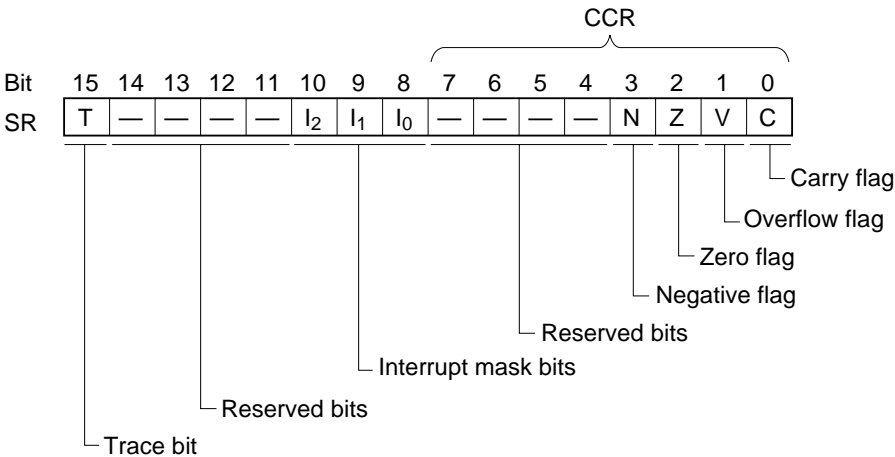 CCR
Bit 15 14 13 12 11 10 9 8 7 6 5 4 3 2 1 0
SR T — — — — I2 I1 I0 — — — — N Z V C
Carry flag
Overflow flag
Zero flag
Negative flag
Reserved bits
Interrupt mask bits
Reserved bits
Trace bit